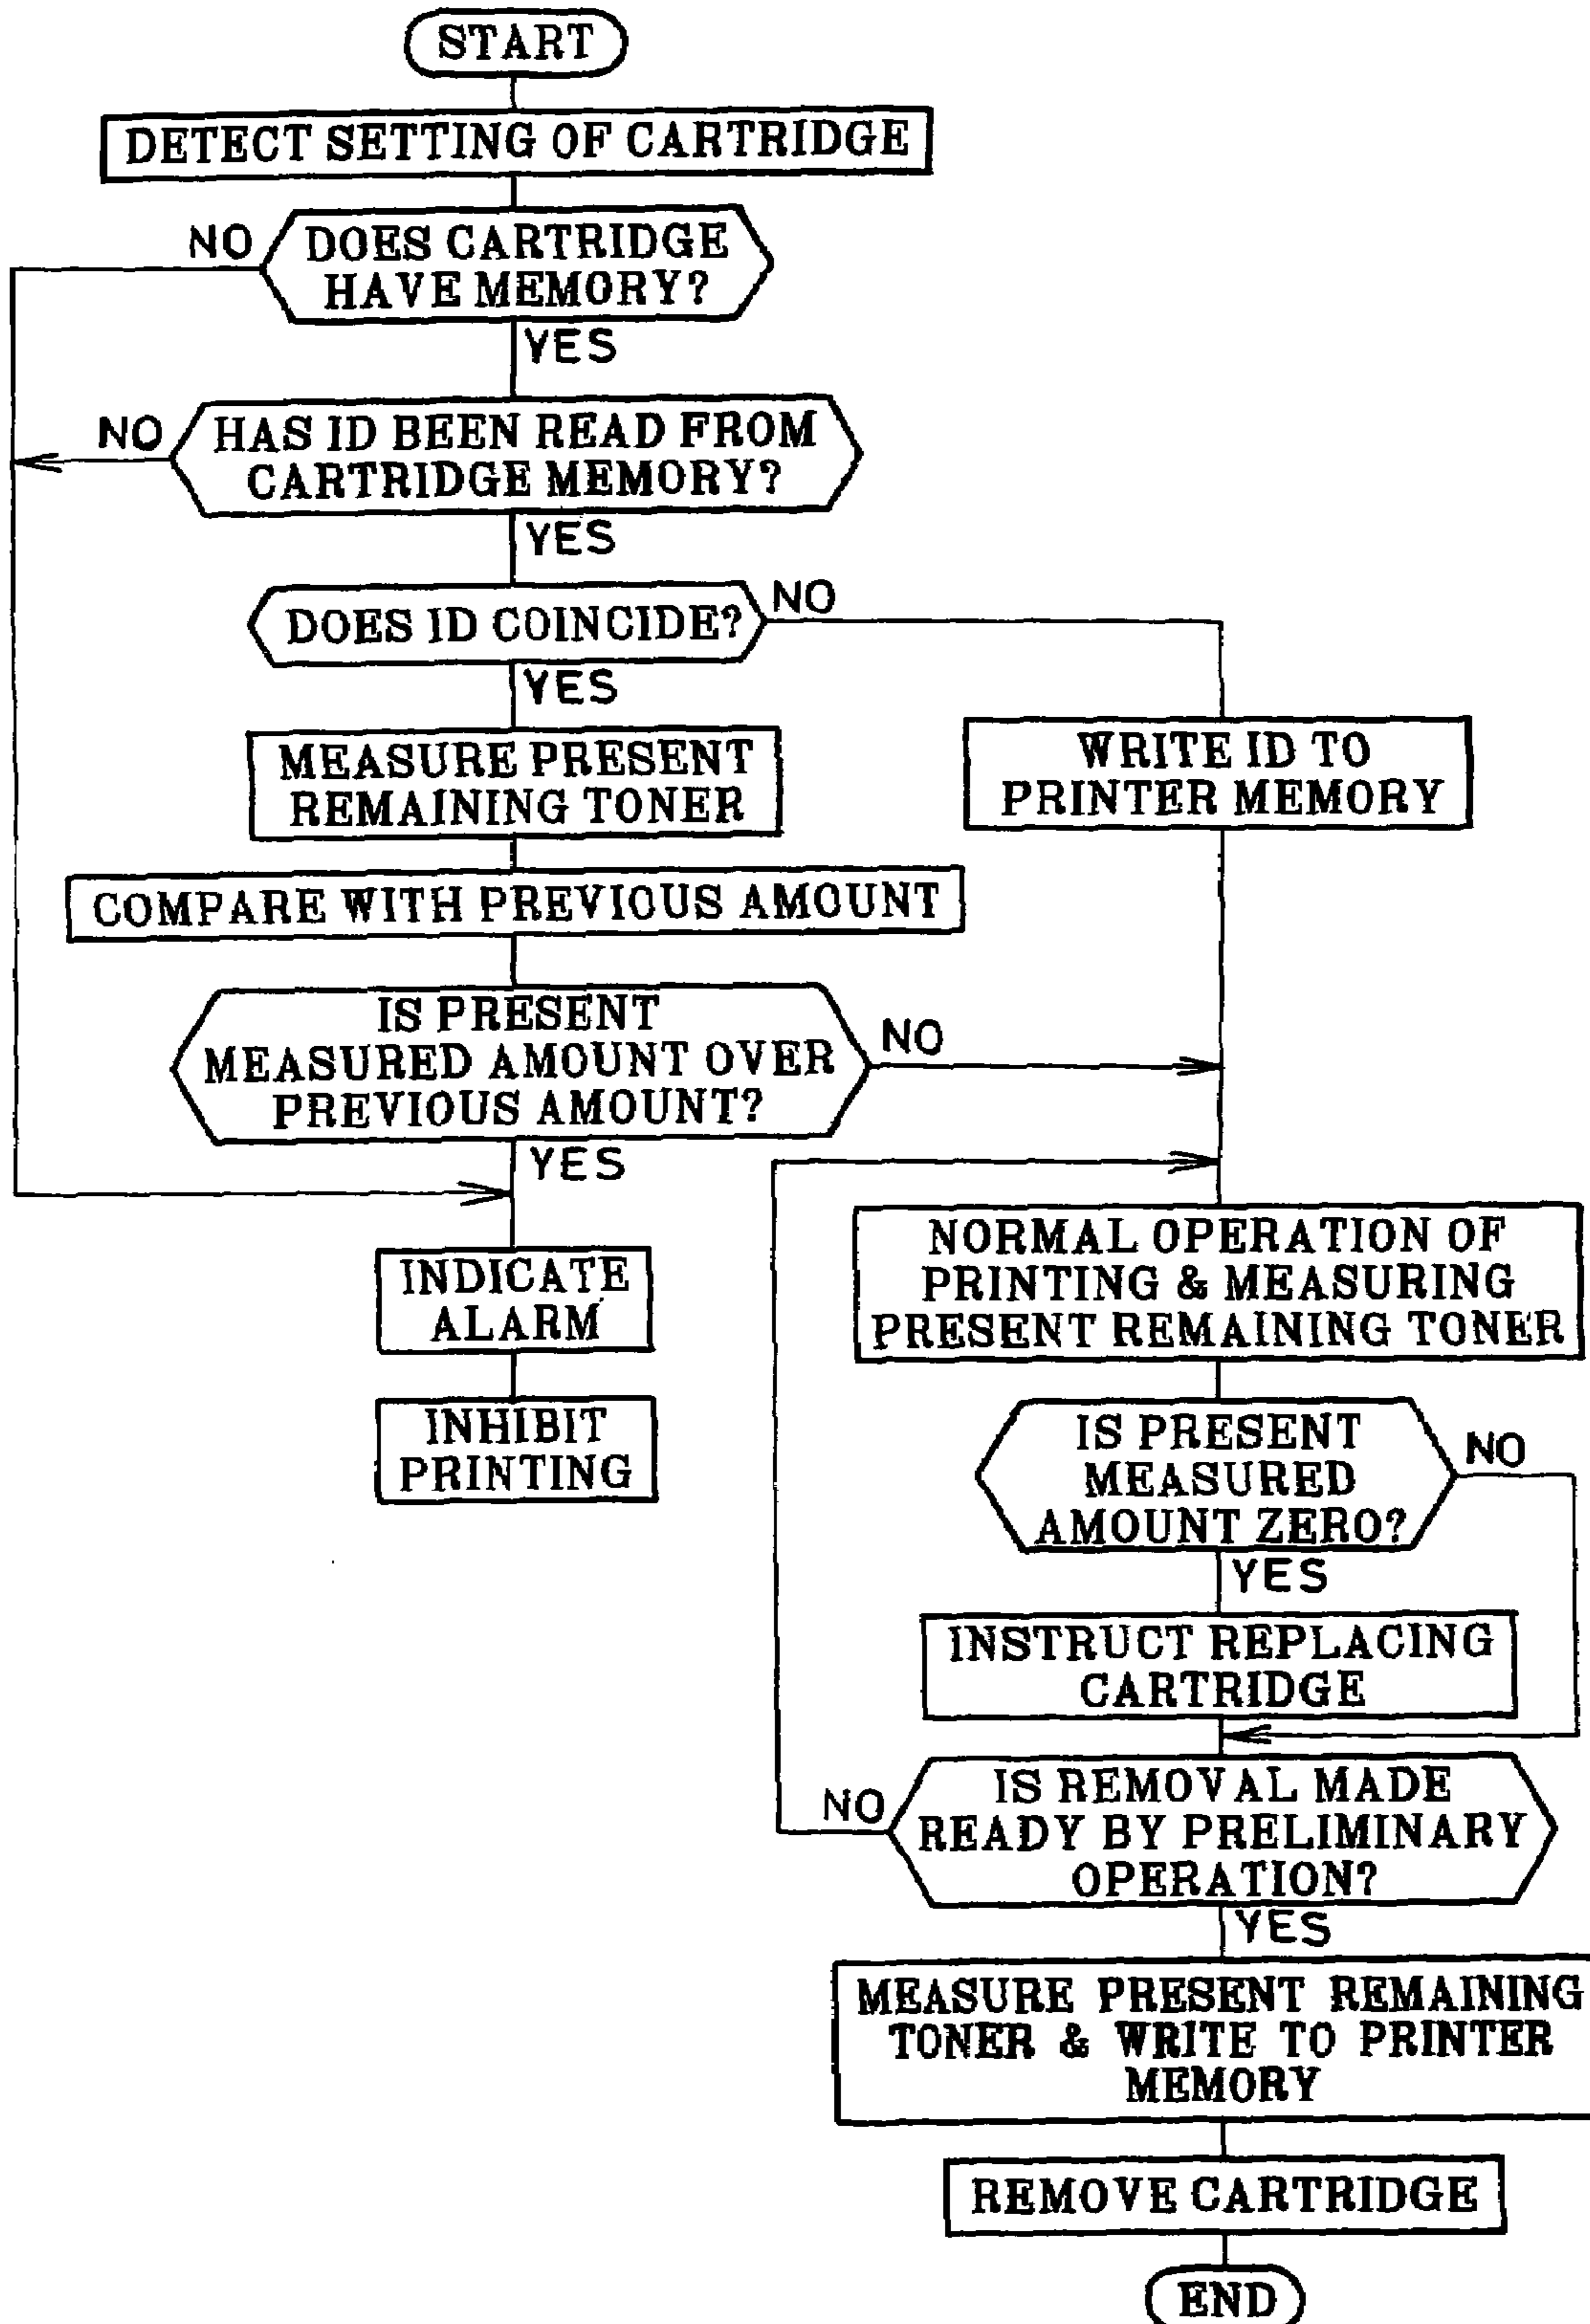 START
DETECT SETTING OF CARTRIDGE
NO
DOES CARTRIDGE
HAVE MEMORY?
YES
NO
HAS ID BEEN READ FROM
CARTRIDGE MEMORY?
YES
DOES ID COINCIDE?
NO
YES
MEASURE PRESENT
REMAINING TONER
WRITE ID TO
PRINTER MEMORY
COMPARE WITH PREVIOUS AMOUNT
IS PRESENT
MEASURED AMOUNT OVER
PREVIOUS AMOUNT?
NO
YES
INDICATE
ALARM
INHIBIT
PRINTING
NORMAL OPERATION OF
PRINTING & MEASURING
PRESENT REMAINING TONER
IS PRESENT
MEASURED
AMOUNT ZERO?
NO
YES
INSTRUCT REPLACING
CARTRIDGE
IS REMOVAL MADE
READY BY PRELIMINARY
OPERATION?
NO
YES
MEASURE PRESENT REMAINING
TONER & WRITE TO PRINTER
MEMORY
REMOVE CARTRIDGE
END